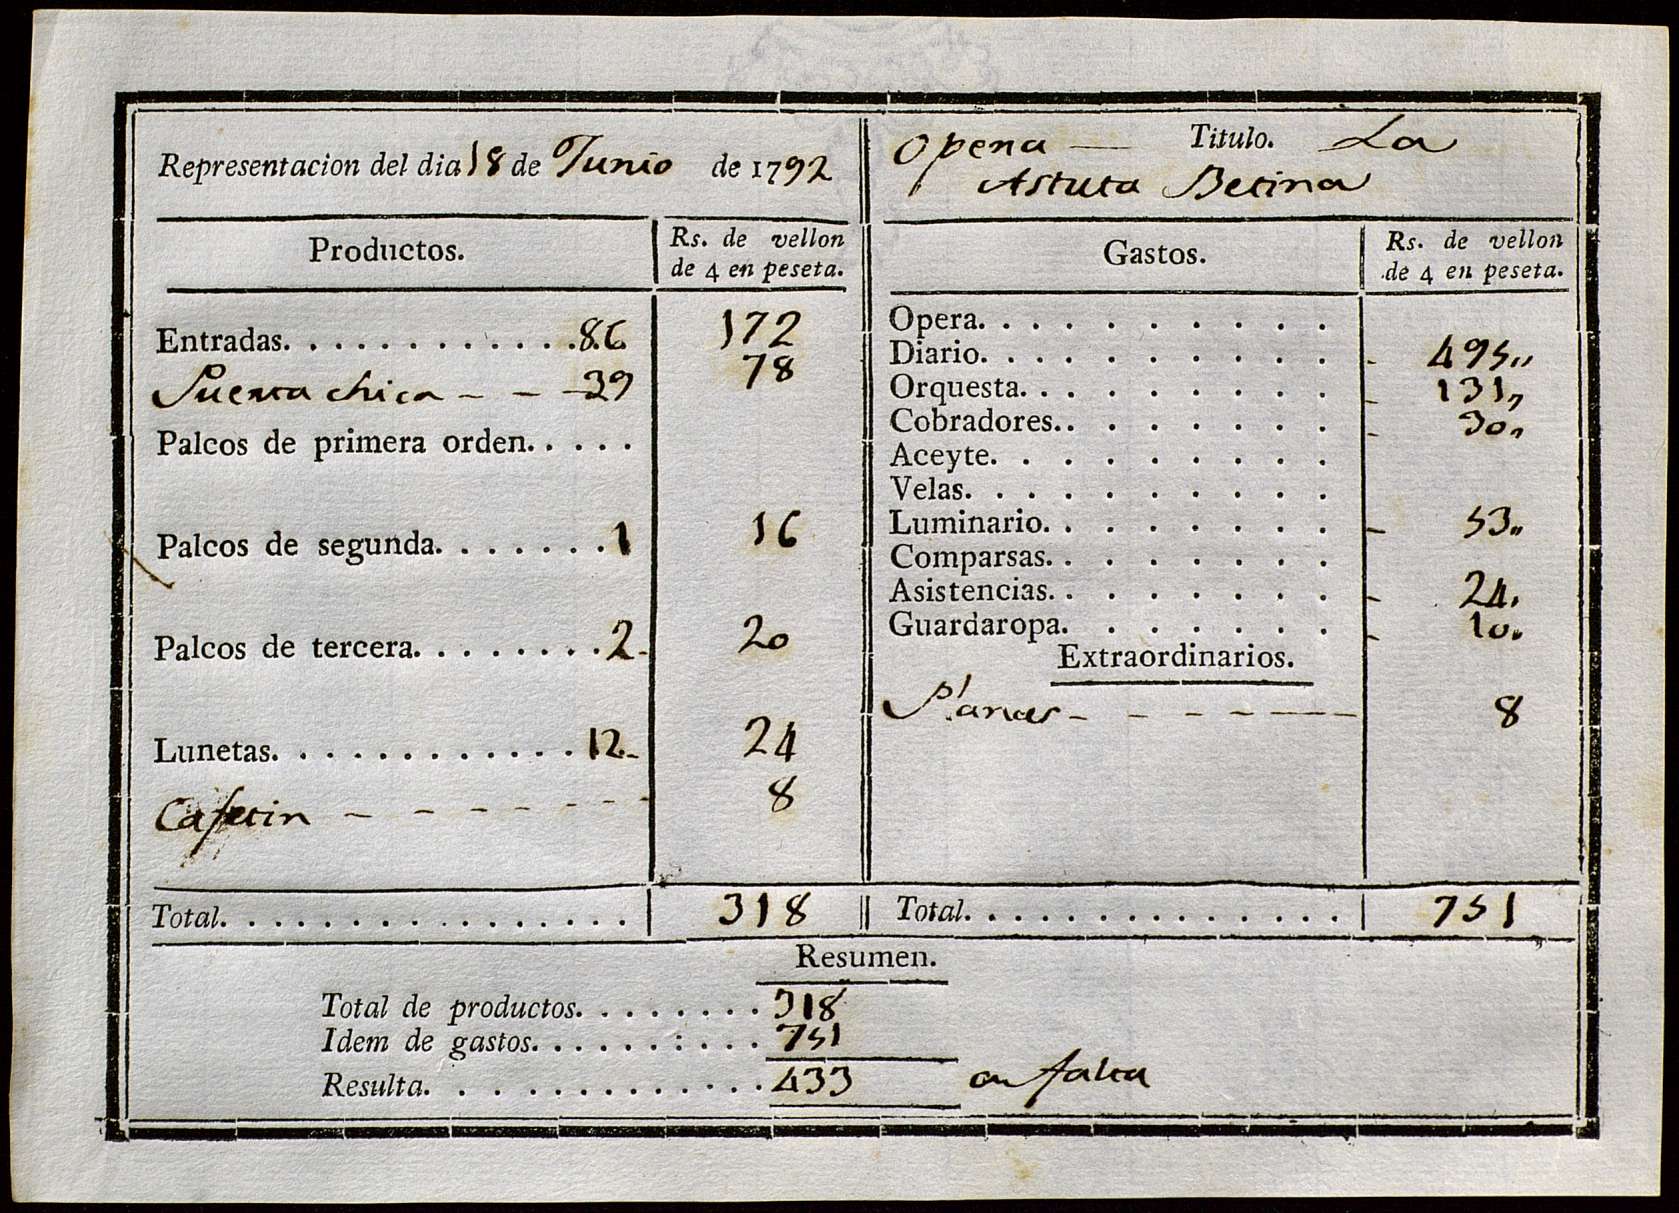 Representacion del dia 18 de Junio de 1792
Opera — Titulo. La
Astuta Betina
Productos. Rs. de vellon
de 4 en peseta.
Entradas. . . . . . . . . . . . 86 172
Puerta chica - - - 39 78
Palcos de primera orden. . . . .
Palcos de segunda. . . . . . . 1 16
Palcos de tercera. . . . . . . . 2 20
Lunetas. . . . . . . . . . . . 12 24
Cafetin - - - - - - - 8
Total. . . . . . . . . . . . . . . . 318
Gastos. Rs. de vellon
de 4 en peseta.
Opera. . . . . . . . . .
Diario. . . . . . . . . . - 495,,
Orquesta. . . . . . . . . - 131,,
Cobradores. . . . . . . . - 30,,
Aceyte. . . . . . . . . .
Velas. . . . . . . . . . .
Luminario. . . . . . . . - 53,,
Comparsas. . . . . . . .
Asistencias. . . . . . . . - 24.
Guardaropa. . . . . . . - 10.
Extraordinarios.
- - - - - - 8
Total. . . . . . . . . . . . . . . 751
Resumen.
Total de productos. . . . . . . . 318
Idem de gastos. . . . . . : . . . 751
Resulta. . . . . . . . . . . . . 433 en falta